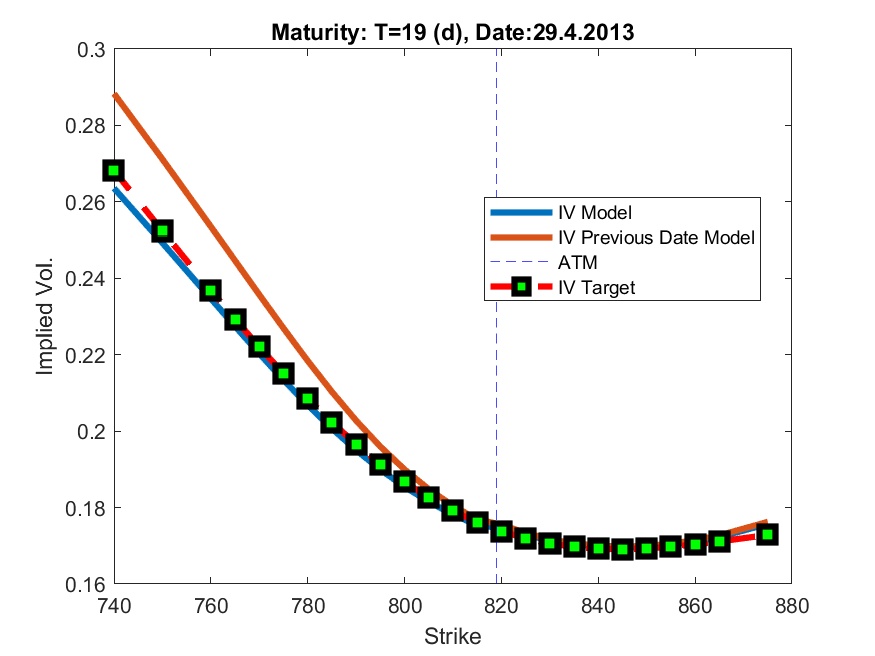 Maturity: T=19 (d), Date:29.4.2013
0.3
0.28
0.26
0.24
0.22
0.2
0.18
0.16
Implied Vol.
IV Model
IV Previous Date Model
ATM
IV Target
740 760 780 800 820 840 860 880
Strike